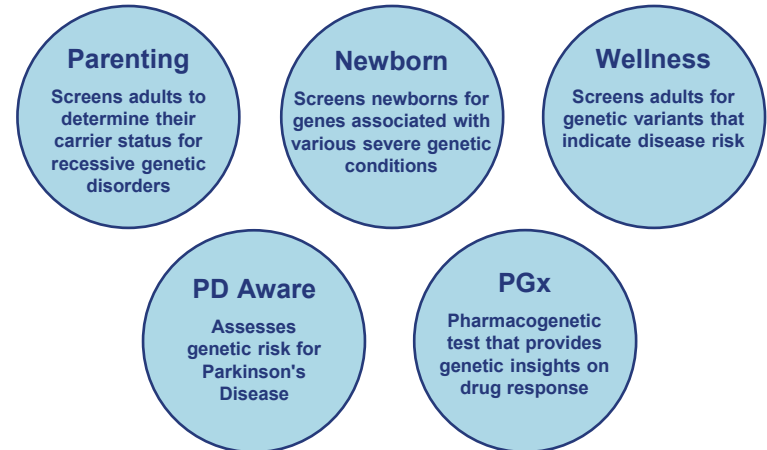 Parenting
Screens adults to
determine their
carrier status for
recessive genetic
disorders
Newborn
Screens newborns for
genes associated with
various severe genetic
conditions
Wellness
Screens adults for
genetic variants that
indicate disease risk
PD Aware
Assesses
genetic risk for
Parkinson's
Disease
PGx
Pharmacogenetic
test that provides
genetic insights on
drug response